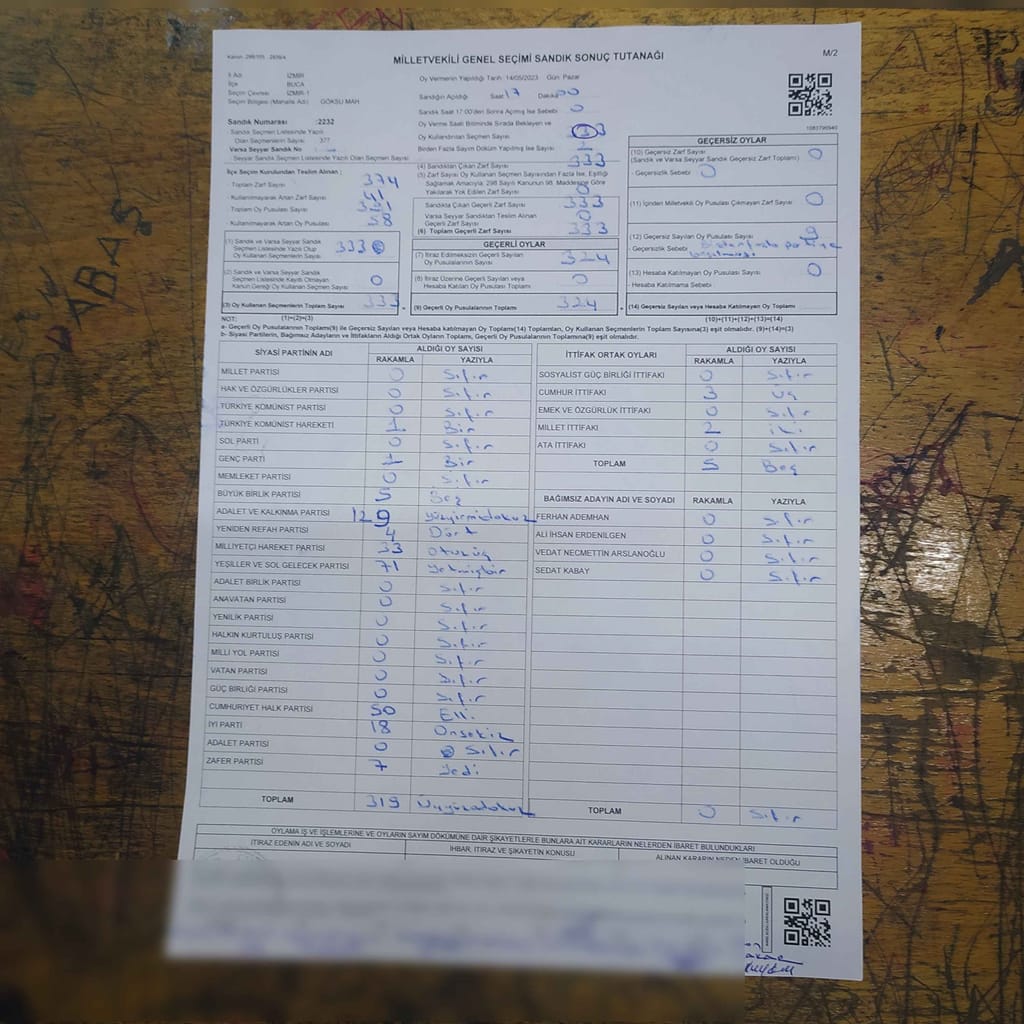 Kanun: 298/105 - 2839/4
MİLLETVEKİLİ GENEL SEÇİMİ SANDIK SONUÇ TUTANAĞI
M/2
İl Adı İZMİR
İlçe BUCA
Seçim Çevresi İZMİR-1
Seçim Bölgesi (Mahalle Adı) GÖKSU MAH
Sandık Numarası :2232
- Sandık Seçmen Listesinde Yazılı
Olan Seçmenlerin Sayısı: 377
Varsa Seyyar Sandık No
- Seyyar Sandık Seçmen Listesinde Yazılı Olan Seçmen Sayısı
İlçe Seçim Kurulundan Teslim Alınan ;
- Toplam Zarf Sayısı 374
- Kullanılmayarak Artan Zarf Sayısı
- Toplam Oy Pusulası Sayısı
- Kullanılmayarak Artan Oy Pusulası 58
(1) Sandık ve Varsa Seyyar Sandık
Seçmen Listesinde Yazılı Olup
Oy Kullanan Seçmenlerin Sayısı 333
(2) Sandık ve Varsa Seyyar Sandık
Seçmen Listesinde Kayıtlı Olmayan
Kanun Gereği Oy Kullanan Seçmen Sayısı 0
(3) Oy Kullanan Seçmenlerin Toplam Sayısı 333
Oy Vermenin Yapıldığı Tarih :14/05/2023 Gün: Pazar
Sandığın Açıldığı Saat 17 Dakika 00
Sandık Saat 17:00'den Sonra Açılmış İse Sebebi 0
Oy Verme Saati Bitiminde Sırada Bekleyen ve
Oy Kullandırılan Seçmen Sayısı
Birden Fazla Sayım Döküm Yapılmış İse Sayısı
(4) Sandıktan Çıkan Zarf Sayısı 333
(5) Zarf Sayısı Oy Kullanan Seçmen Sayısından Fazla İse, Eşitliği
Sağlamak Amacıyla; 298 Sayılı Kanunun 98. Maddesine Göre
Yakılarak Yok Edilen Zarf Sayısı 0
Sandıkta Çıkan Geçerli Zarf Sayısı 333
Varsa Seyyar Sandıktan Teslim Alınan
Geçerli Zarf Sayısı 0
(6) Toplam Geçerli Zarf Sayısı 333
GEÇERLİ OYLAR
(7) İtiraz Edilmeksizin Geçerli Sayılan
Oy Pusulalarının Sayısı 324
(8) İtiraz Üzerine Geçerli Sayılan veya
Hesaba Katılan Oy Pusulası Sayısı 0
(9) Geçerli Oy Pusulalarının Toplamı 324
1083796940
GEÇERSİZ OYLAR
(10) Geçersiz Zarf Sayısı 0
(Sandık ve Varsa Seyyar Sandık Geçersiz Zarf Toplamı)
- Geçersizlik Sebebi 0
(11) İçinden Milletvekili Oy Pusulası Çıkmayan Zarf Sayısı 0
(12) Geçersiz Sayılan Oy Pusulası Sayısı 9
- Geçersizlik Sebebi
(13) Hesaba Katılmayan Oy Pusulası Sayısı 0
- Hesaba Katılmama Sebebi
(14) Geçersiz Sayılan veya Hesaba Katılmayan Oy Toplamı
NOT: (1)+(2)=(3) (10)+(11)+(12)+(13)=(14)
a- Geçerli Oy Pusulalarının Toplamı(9) ile Geçersiz Sayılan veya Hesaba katılmayan Oy Toplamı(14) Toplamları, Oy Kullanan Seçmenlerin Toplam Sayısına(3) eşit olmalıdır. (9)+(14)=(3)
b- Siyasi Partilerin, Bağımsız Adayların ve İttifakların Aldığı Ortak Oyların Toplamı, Geçerli Oy Pusulalarının Toplamına(9) eşit olmalıdır.
SİYASİ PARTİNİN ADI ALDIĞI OY SAYISI
RAKAMLA YAZIYLA
MİLLET PARTİSİ 0 Sıfır
HAK VE ÖZGÜRLÜKLER PARTİSİ 0 Sıfır
TÜRKİYE KOMÜNİST PARTİSİ 0 Sıfır
TÜRKİYE KOMÜNİST HAREKETİ 1 Bir
SOL PARTİ 0 Sıfır
GENÇ PARTİ 1 Bir
MEMLEKET PARTİSİ 0 Sıfır
BÜYÜK BİRLİK PARTİSİ 5 Beş
ADALET VE KALKINMA PARTİSİ 129 Yüzyirmidokuz
YENİDEN REFAH PARTİSİ 4 Dört
MİLLİYETÇİ HAREKET PARTİSİ 33 Otuzüç
YEŞİLLER VE SOL GELECEK PARTİSİ 71 Yetmişbir
ADALET BİRLİK PARTİSİ 0 Sıfır
ANAVATAN PARTİSİ 0 Sıfır
YENİLİK PARTİSİ 0 Sıfır
HALKIN KURTULUŞ PARTİSİ 0 Sıfır
MİLLİ YOL PARTİSİ 0 Sıfır
VATAN PARTİSİ 0 Sıfır
GÜÇ BİRLİĞİ PARTİSİ 0 Sıfır
CUMHURİYET HALK PARTİSİ 50 Elli
İYİ PARTİ 18 Onsekiz
ADALET PARTİSİ 0 Sıfır
ZAFER PARTİSİ 7 Yedi
TOPLAM 319
İTTİFAK ORTAK OYLARI ALDIĞI OY SAYISI
RAKAMLA YAZIYLA
SOSYALİST GÜÇ BİRLİĞİ İTTİFAKI 0 Sıfır
CUMHUR İTTİFAKI 3 Üç
EMEK VE ÖZGÜRLÜK İTTİFAKI 0 Sıfır
MİLLET İTTİFAKI 2 iki
ATA İTTİFAKI 0 Sıfır
TOPLAM 5 Beş
BAĞIMSIZ ADAYIN ADI VE SOYADI RAKAMLA YAZIYLA
FERHAN ADEMHAN 0 Sıfır
ALİ İHSAN ERDENİLGEN 0 Sıfır
VEDAT NECMETTİN ARSLANOĞLU 0 Sıfır
SEDAT KABAY 0 Sıfır
TOPLAM 0 Sıfır
OYLAMA İŞ VE İŞLEMLERİNE VE OYLARIN SAYIM DÖKÜMÜNE DAİR ŞİKAYETLERLE BUNLARA AİT KARARLARIN NELERDEN İBARET BULUNDUKLARI
İTİRAZ EDENİN ADI VE SOYADI İHBAR, İTİRAZ VE ŞİKAYETİN KONUSU ALINAN KARARIN NEDEN İBARET OLDUĞU
ABAS